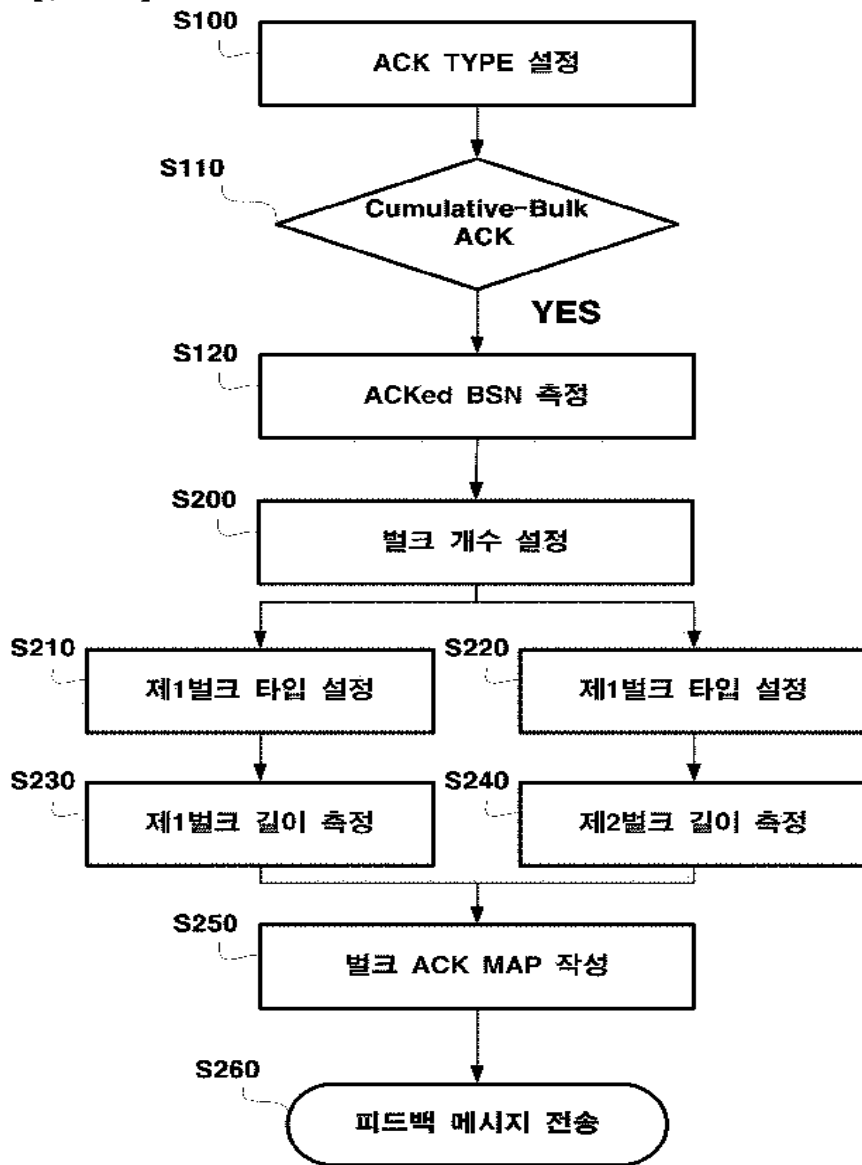 S100
ACK TYPE 설정
S110
Cumulative-Bulk
ACK
YES
S120
ACKed BSN 측정
S200
벌크 개수 설정
S210
제1벌크 타입 설정
S220
제1벌크 타입 설정
S230
제1벌크 길이 측정
S240
제2벌크 길이 측정
S250
벌크 ACK MAP 작성
S260
피드백 메시지 전송